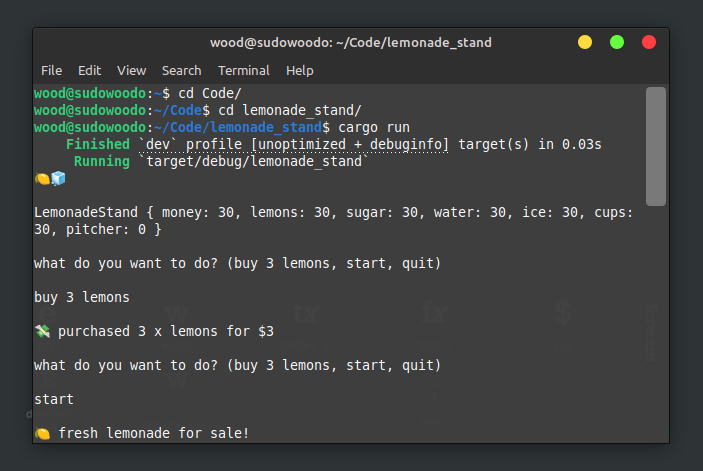 wood@sudowoodo: ~/Code/lemonade_stand
File Edit View Search Terminal Help
wood@sudowoodo:~$ cd Code/
wood@sudowoodo:~/Code$ cd lemonade_stand/
wood@sudowoodo:~/Code/lemonade_stand$ cargo run
    Finished `dev` profile [unoptimized + debuginfo] target(s) in 0.03s
     Running `target/debug/lemonade_stand`
🍋🧊
LemonadeStand { money: 30, lemons: 30, sugar: 30, water: 30, ice: 30, cups:
30, pitcher: 0 }
what do you want to do? (buy 3 lemons, start, quit)
buy 3 lemons
💸 purchased 3 x lemons for $3
what do you want to do? (buy 3 lemons, start, quit)
start
🍋 fresh lemonade for sale!